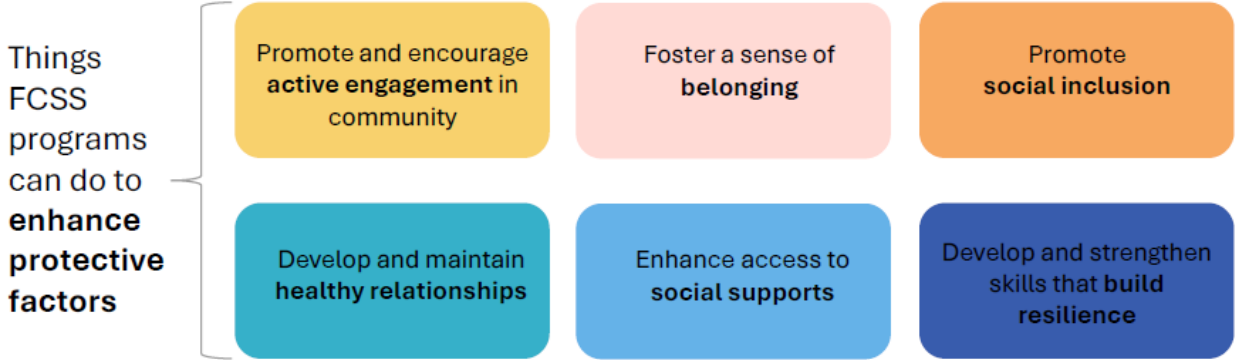 Things
FCSS
programs
can do to
enhance
protective
factors
Promote and encourage
active engagement in
community
Foster a sense of
belonging
Promote
social inclusion
Develop and maintain
healthy relationships
Enhance access to
social supports
Develop and strengthen
skills that build
resilience